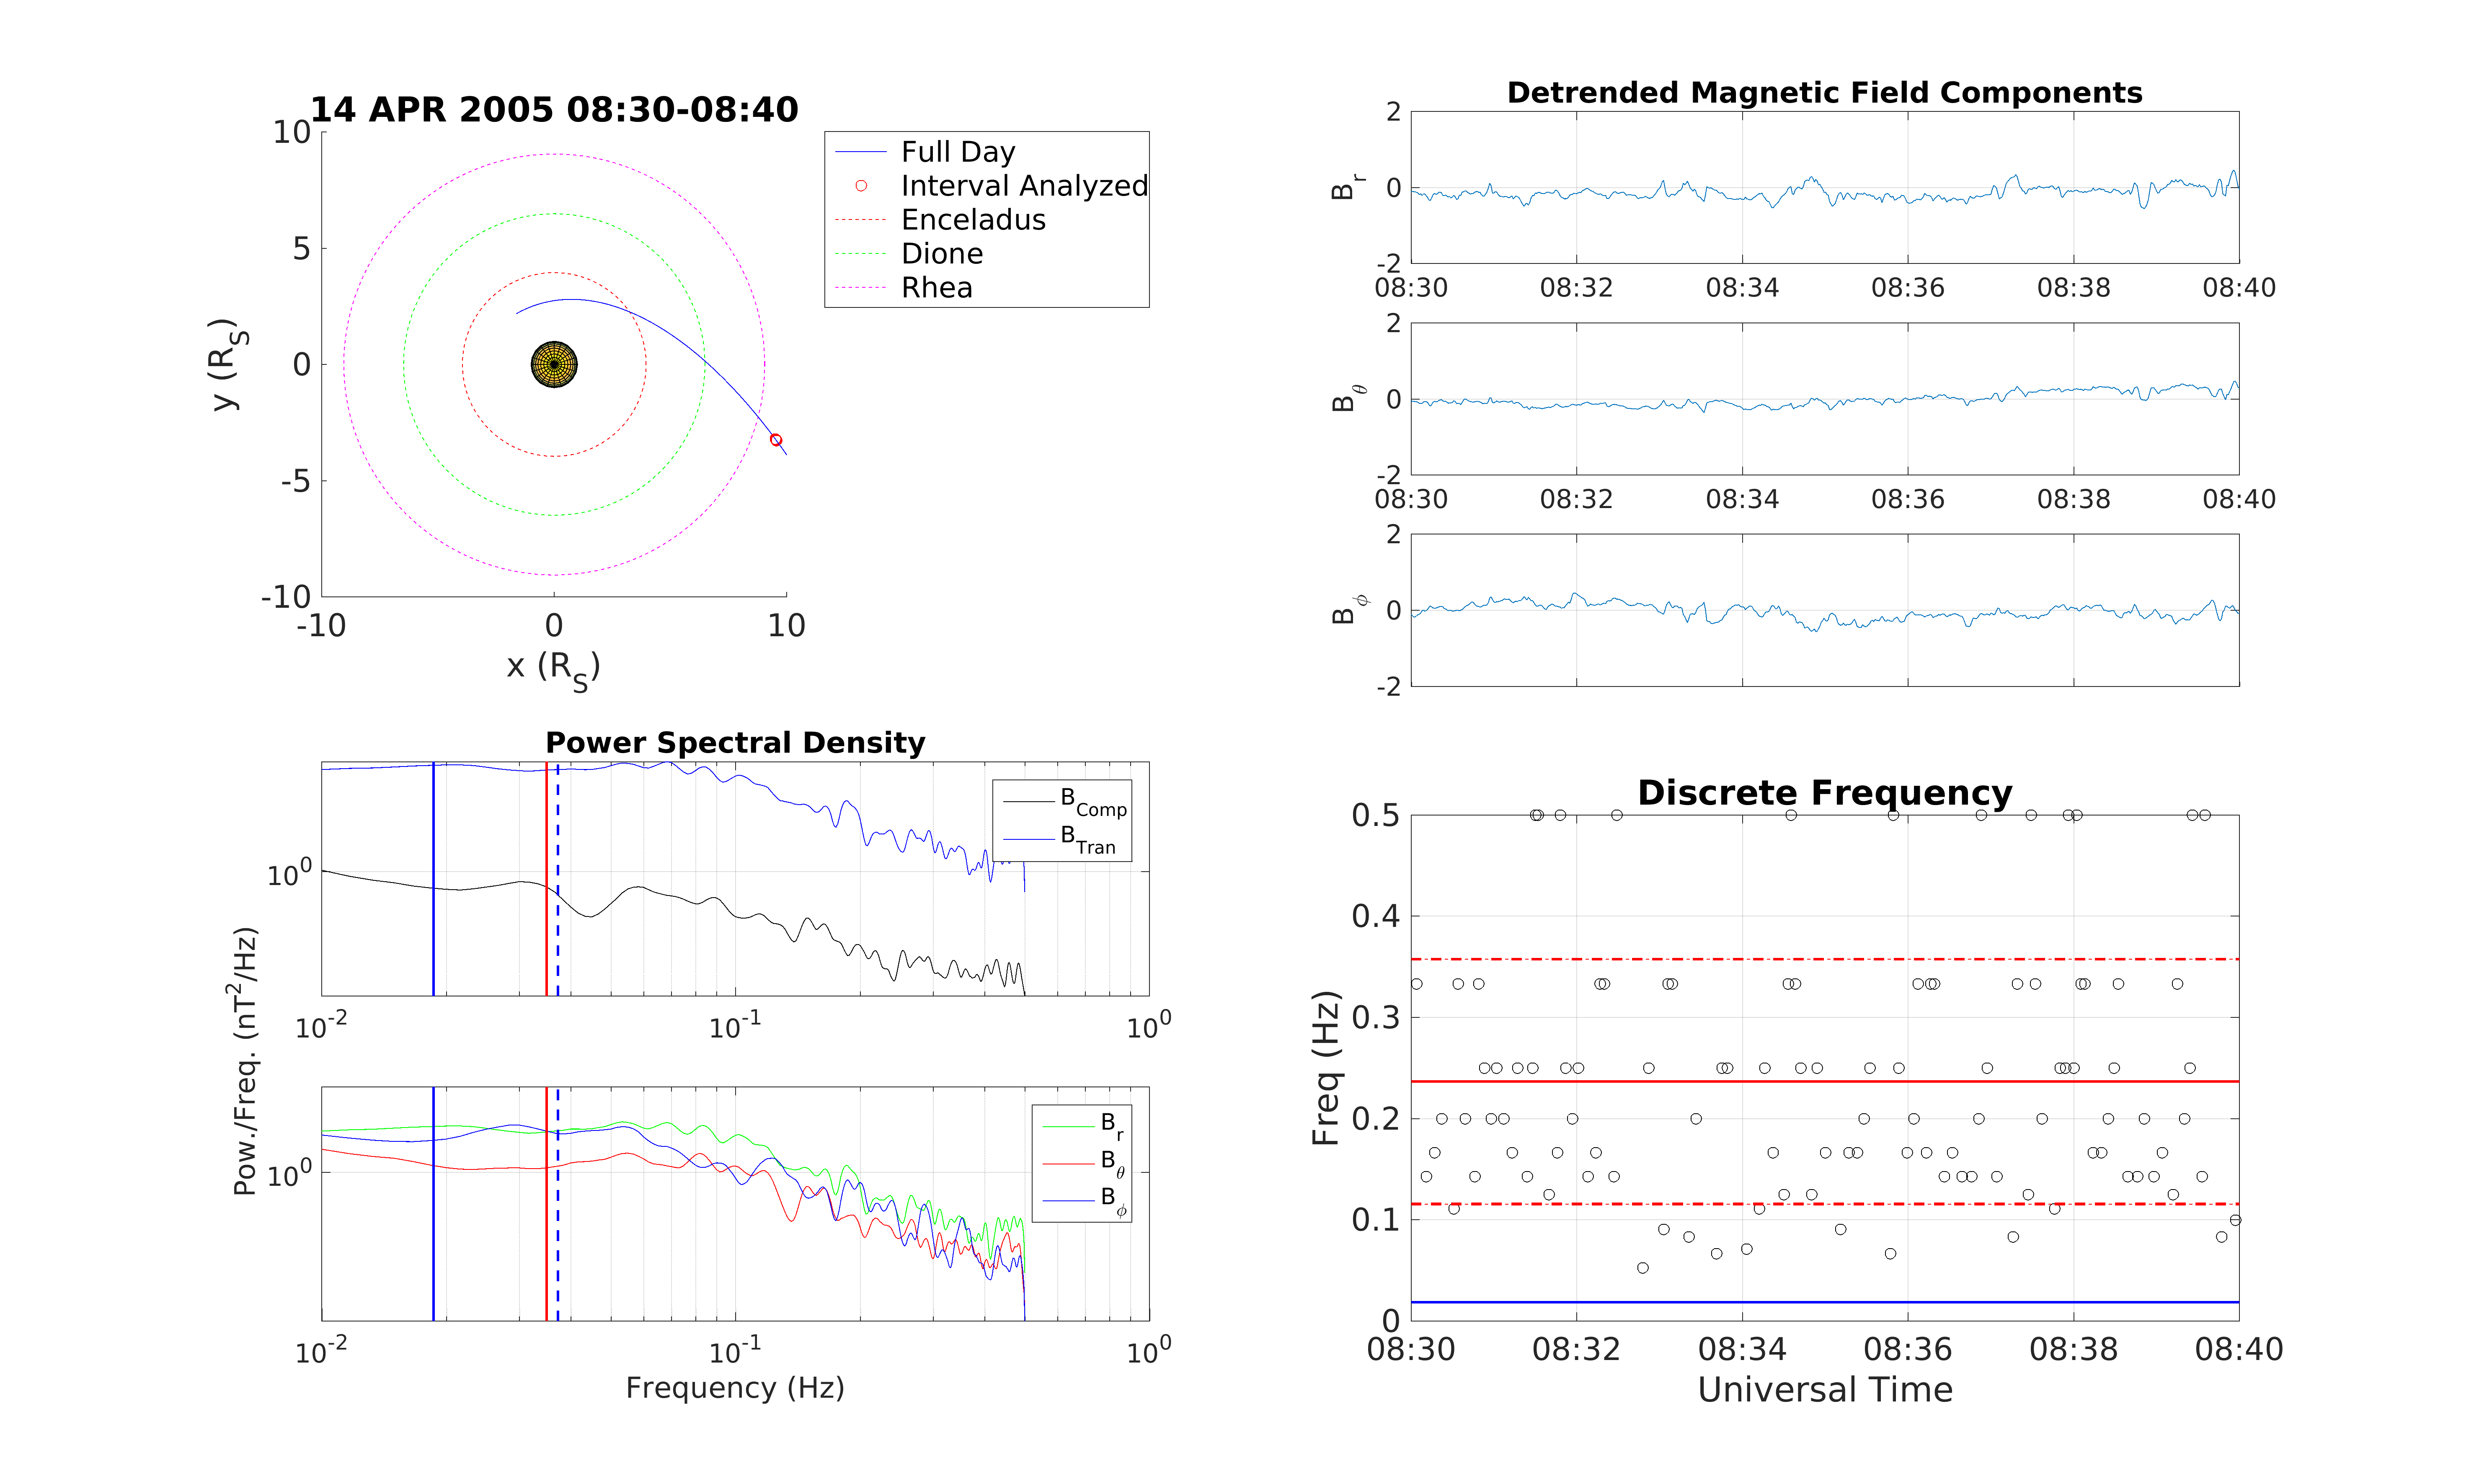 14 APR 2005 08:30-08:40
10
5
0
-5
-10
-10 0 10
y (R_S)
x (R_S)
Full Day
Interval Analyzed
Enceladus
Dione
Rhea
Detrended Magnetic Field Components
2
0
-2
B_r
08:30 08:32 08:34 08:36 08:38 08:40
2
0
-2
B_θ
08:30 08:32 08:34 08:36 08:38 08:40
2
0
-2
B_ϕ
Power Spectral Density
10^0
B_Comp
B_Tran
10^-2 10^-1 10^0
Pow./Freq. (nT^2/Hz)
10^0
B_r
B_θ
B_ϕ
10^-2 10^-1 10^0
Frequency (Hz)
Discrete Frequency
0.5
0.4
0.3
0.2
0.1
0
Freq (Hz)
08:30 08:32 08:34 08:36 08:38 08:40
Universal Time